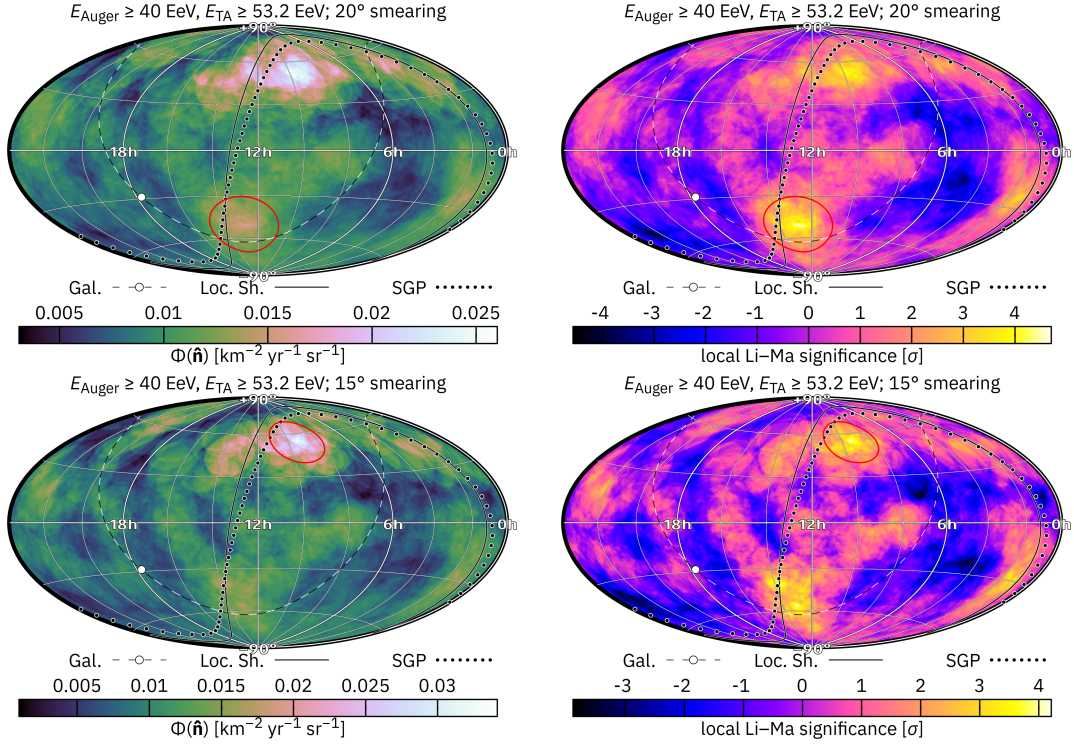 E_Auger ≥ 40 EeV, E_TA ≥ 53.2 EeV; 20° smearing
+90°
18h 12h 6h 0h
−90°
Gal. Loc. Sh. SGP
0.005 0.01 0.015 0.02 0.025
Φ(n̂) [km⁻² yr⁻¹ sr⁻¹]
E_Auger ≥ 40 EeV, E_TA ≥ 53.2 EeV; 20° smearing
+90°
18h 12h 6h 0h
−90°
Gal. Loc. Sh. SGP
-4 -3 -2 -1 0 1 2 3 4
local Li–Ma significance [σ]
E_Auger ≥ 40 EeV, E_TA ≥ 53.2 EeV; 15° smearing
+90°
18h 12h 6h 0h
−90°
Gal. Loc. Sh. SGP
0.005 0.01 0.015 0.02 0.025 0.03
Φ(n̂) [km⁻² yr⁻¹ sr⁻¹]
E_Auger ≥ 40 EeV, E_TA ≥ 53.2 EeV; 15° smearing
+90°
18h 12h 6h 0h
−90°
Gal. Loc. Sh. SGP
-3 -2 -1 0 1 2 3 4
local Li–Ma significance [σ]